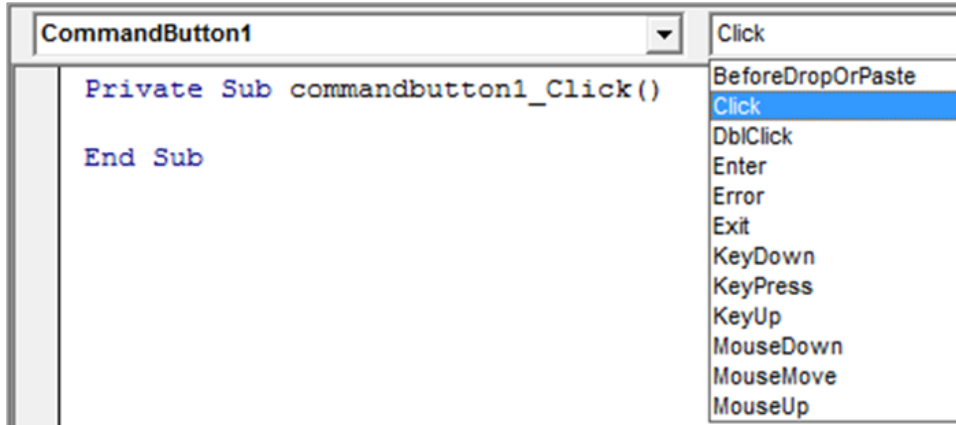 CommandButton1
Click
Private Sub commandbutton1_Click()
End Sub
BeforeDropOrPaste
Click
DblClick
Enter
Error
Exit
KeyDown
KeyPress
KeyUp
MouseDown
MouseMove
MouseUp